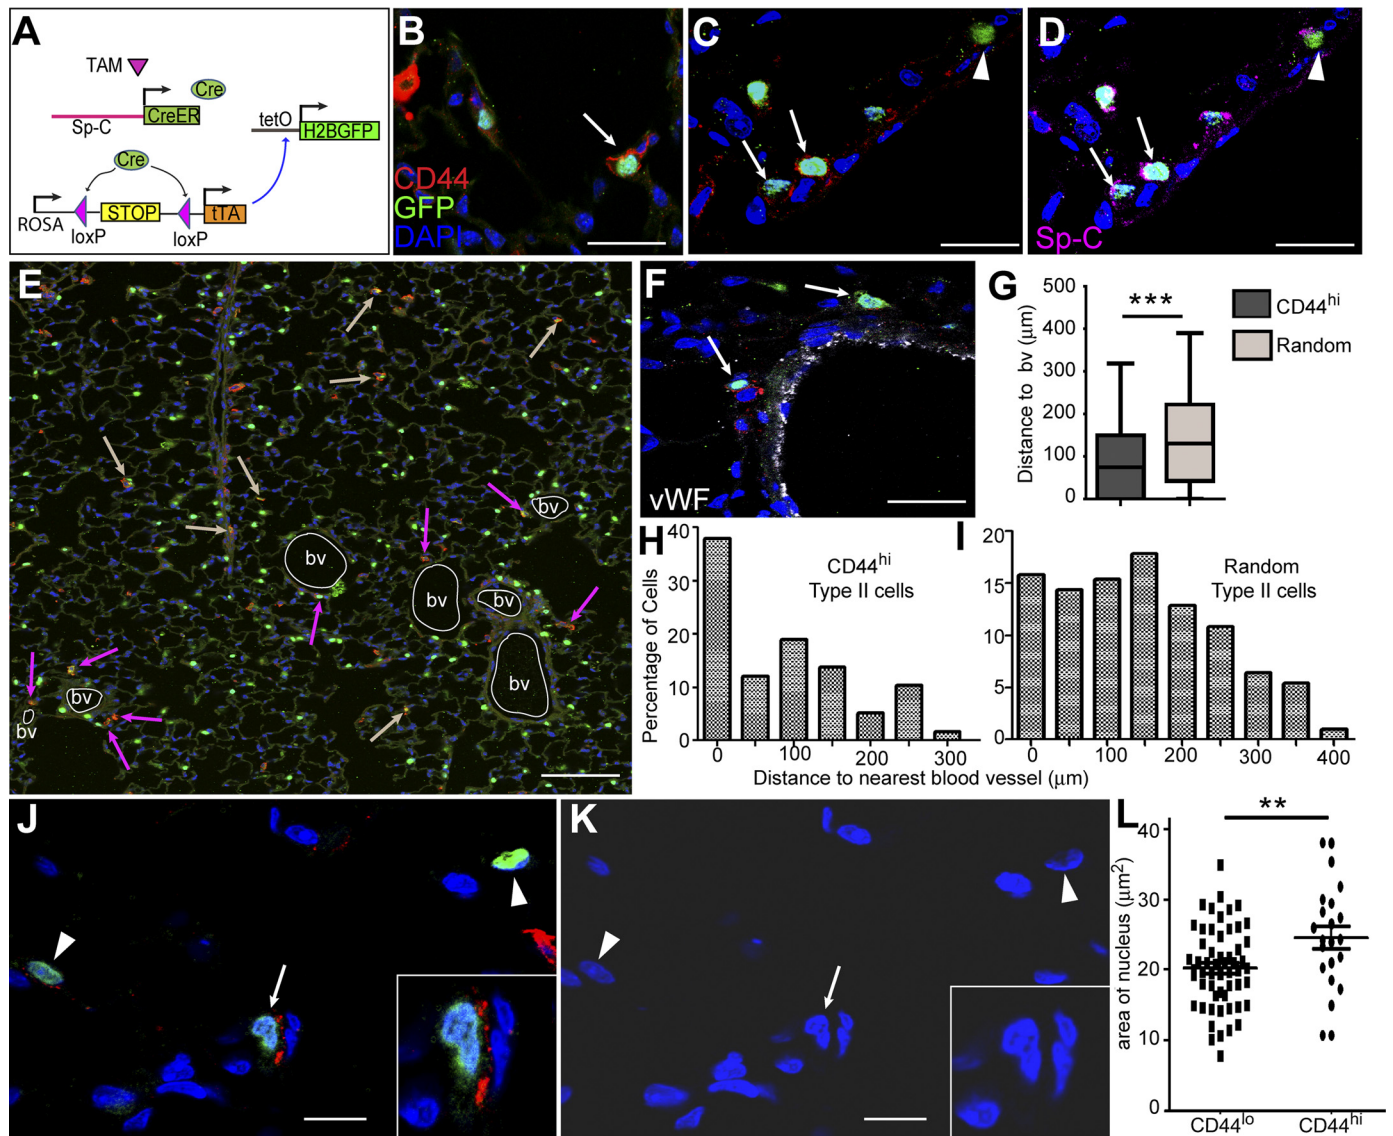 A
TAM
Cre
CreER
Sp-C
tetO
H2BGFP
Cre
ROSA
STOP
tTA
loxP
loxP
B
CD44
GFP
DAPI
C
D
Sp-C
E
bv
bv
bv
bv
bv
bv
bv
F
vWF
G
500
400
300
200
100
0
Distance to bv (µm)
***
CD44hi
Random
H
40
30
20
10
0
Percentage of Cells
CD44hi
Type II cells
0 100 200 300
I
20
15
10
5
0
Random
Type II cells
0 100 200 300 400
Distance to nearest blood vessel (µm)
J
K
L
**
40
30
20
10
0
area of nucleus (µm2)
CD44lo CD44hi